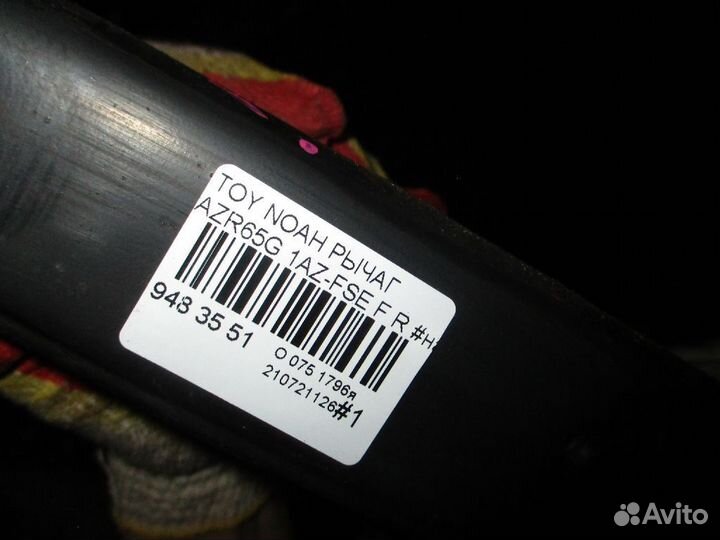 TOY NOAH РЫЧАГ
AZR65G 1AZ-FSE F R
948 35 51
О 075 1796я
210721126#1
Avito